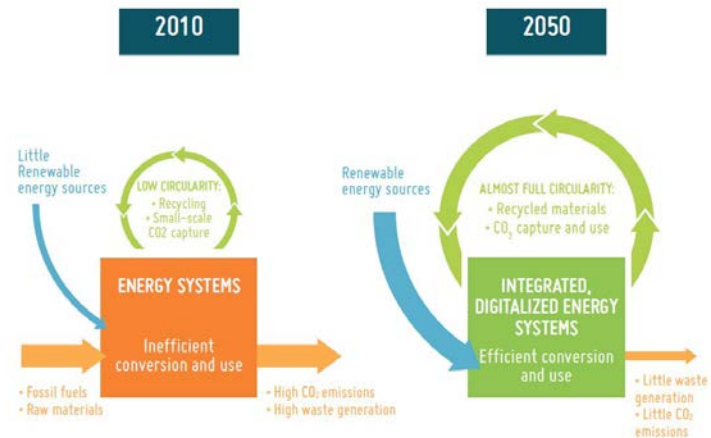 2010
Little
Renewable
energy sources
LOW CIRCULARITY:
• Recycling
• Small-scale
CO2 capture
ENERGY SYSTEMS
Inefficient
conversion and use
• Fossil fuels
• Raw materials
• High CO₂ emissions
• High waste generation
2050
Renewable
energy sources
ALMOST FULL CIRCULARITY:
• Recycled materials
• CO₂ capture and use
INTEGRATED,
DIGITALIZED ENERGY
SYSTEMS
Efficient conversion
and use
• Little waste
generation
• Little CO₂
emissions